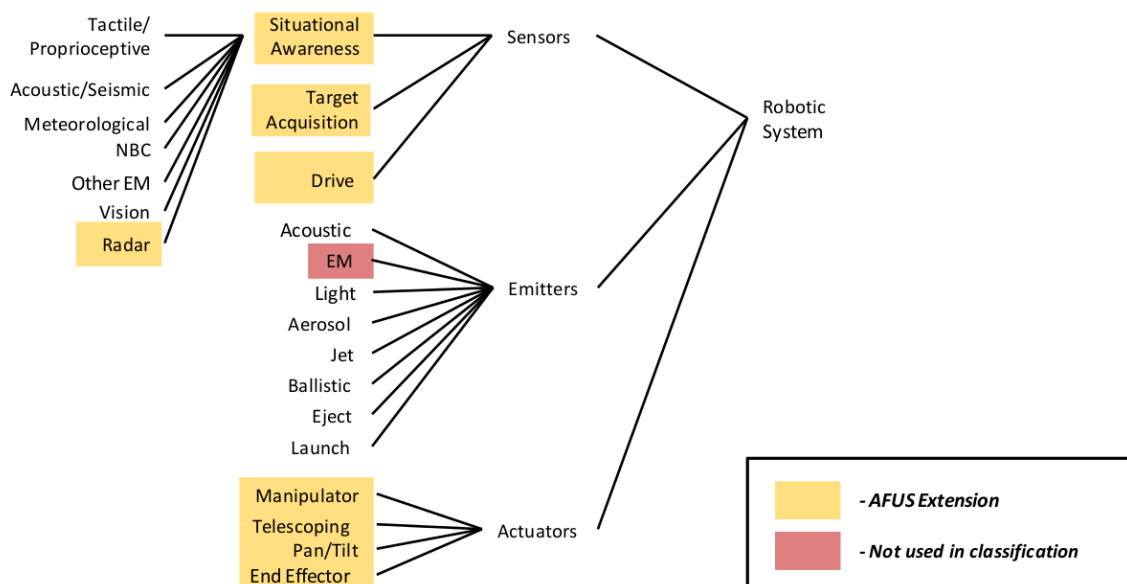 Tactile/
Proprioceptive
Acoustic/Seismic
Meteorological
NBC
Other EM
Vision
Radar
Situational
Awareness
Target
Acquisition
Drive
Acoustic
EM
Light
Aerosol
Jet
Ballistic
Eject
Launch
Manipulator
Telescoping
Pan/Tilt
End Effector
Sensors
Emitters
Actuators
Robotic
System
- AFUS Extension
- Not used in classification